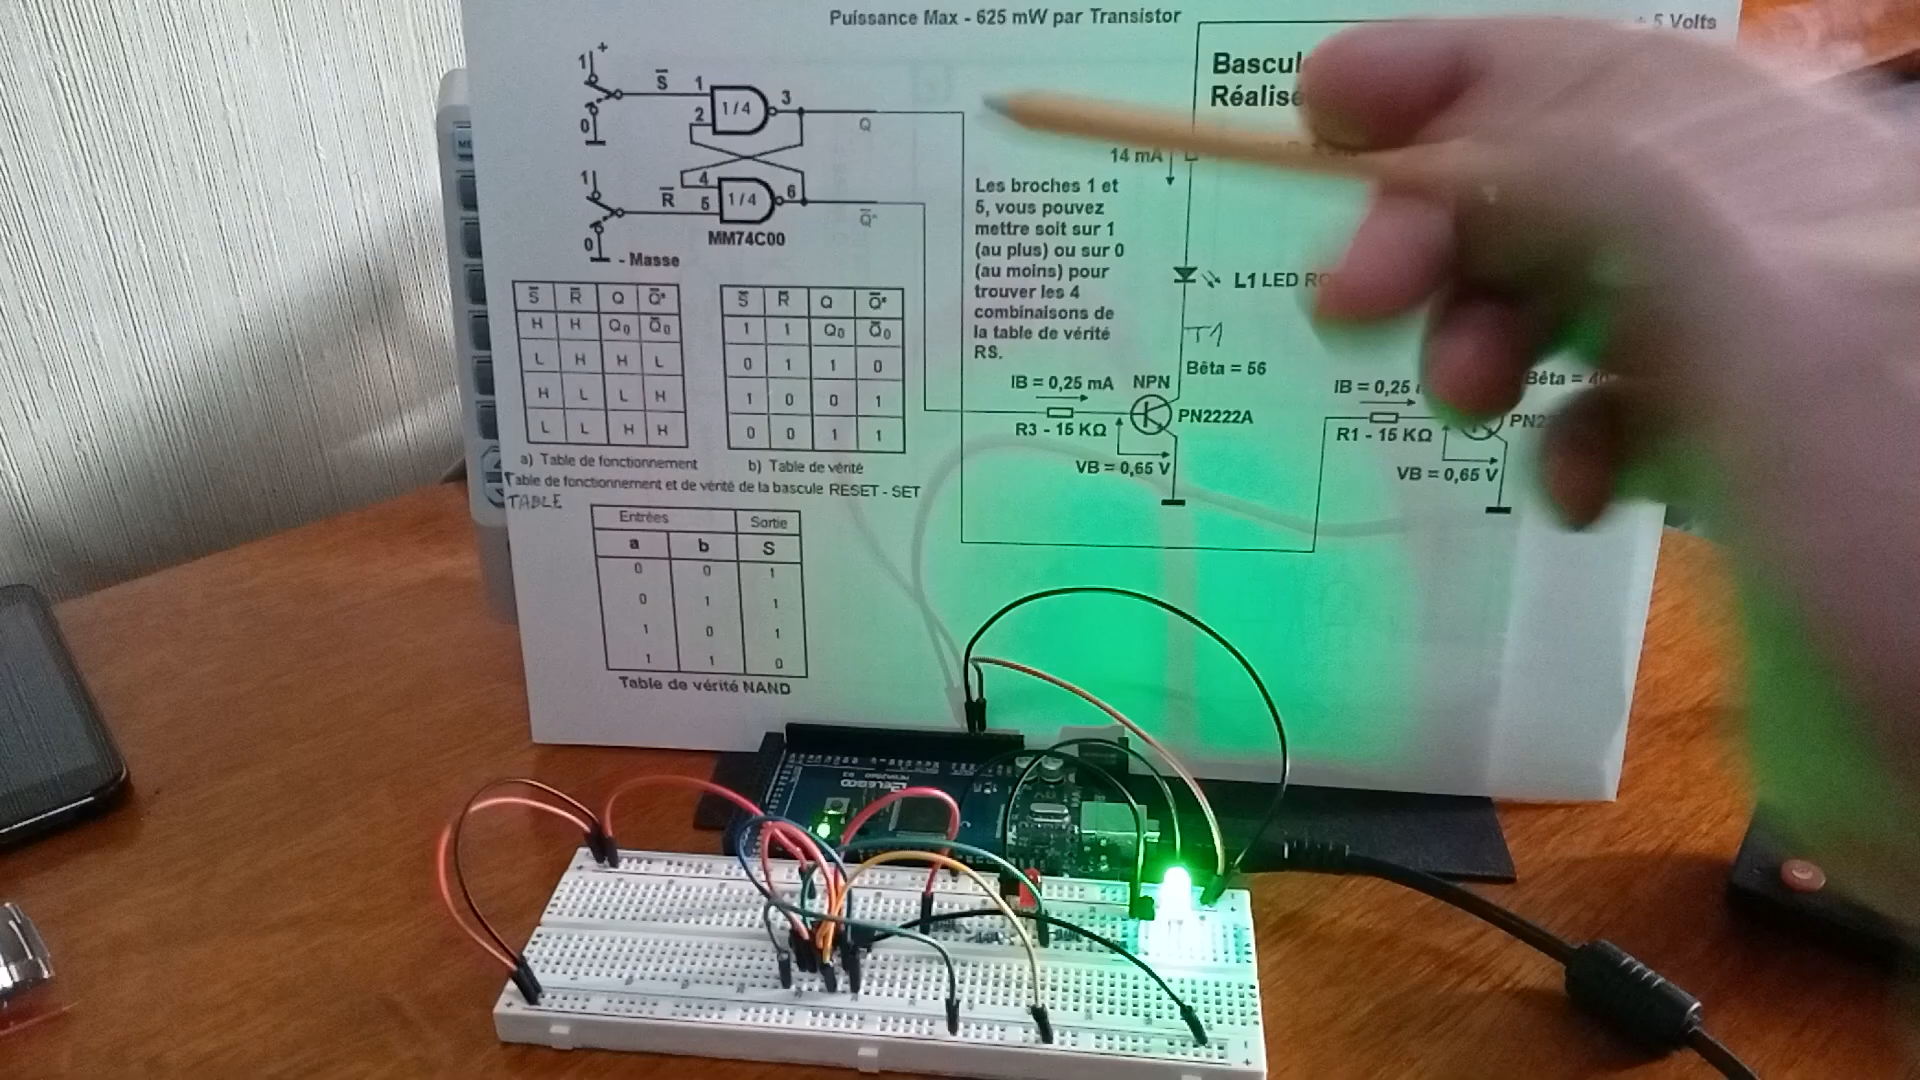 Puissance Max - 625 mW par Transistor
+ 5 Volts
Bascul
Réalisé
1 +
0
S̅ 1
2
1/4
3
Q
1
0
R̅
4
5
1/4
6
Q̅*
MM74C00
- Masse
14 mA
Les broches 1 et
5, vous pouvez
mettre soit sur 1
(au plus) ou sur 0
(au moins) pour
trouver les 4
combinaisons de
la table de vérité
RS.
L1 LED RO
T1
Bêta = 56
IB = 0,25 mA NPN
PN2222A
R3 - 15 KΩ
VB = 0,65 V
IB = 0,25
Bêta = 40
PN22
R1 - 15 KΩ
VB = 0,65 V
S̅ R̅ Q Q̅*
H H Q0 Q̅0
L H H L
H L L H
L L H H
a) Table de fonctionnement
S̅ R̅ Q Q̅*
1 1 Q0 Q̅0
0 1 1 0
1 0 0 1
0 0 1 1
b) Table de vérité
Table de fonctionnement et de vérité de la bascule RESET - SET
TABLE
Entrées Sortie
a b S
0 0 1
0 1 1
1 0 1
1 1 0
Table de vérité NAND
ELEGOO
MEGA2560 R3